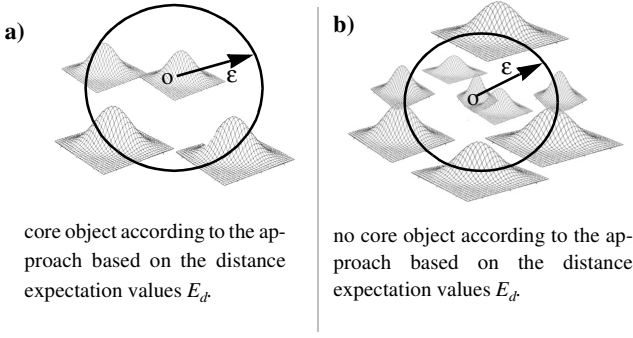 a)
o
ε
core object according to the ap-
proach based on the distance
expectation values E_d.
b)
ε
o
no core object according to the ap-
proach based on the distance
expectation values E_d.